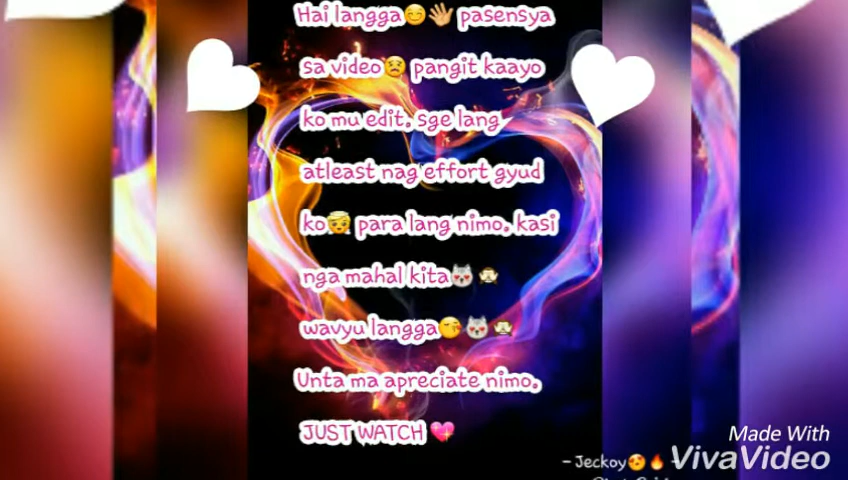 Hai langga😊👋 pasensya
sa video😟 pangit kaayo
ko mu edit. sge lang
atleast nag effort gyud
ko🤕 para lang nimo. kasi
nga mahal kita😻🙈
wavyu langga😙😻🙈
Unta ma apreciate nimo.
JUST WATCH 💖
- Jeckoy😍🔥 -
Made With
VivaVideo